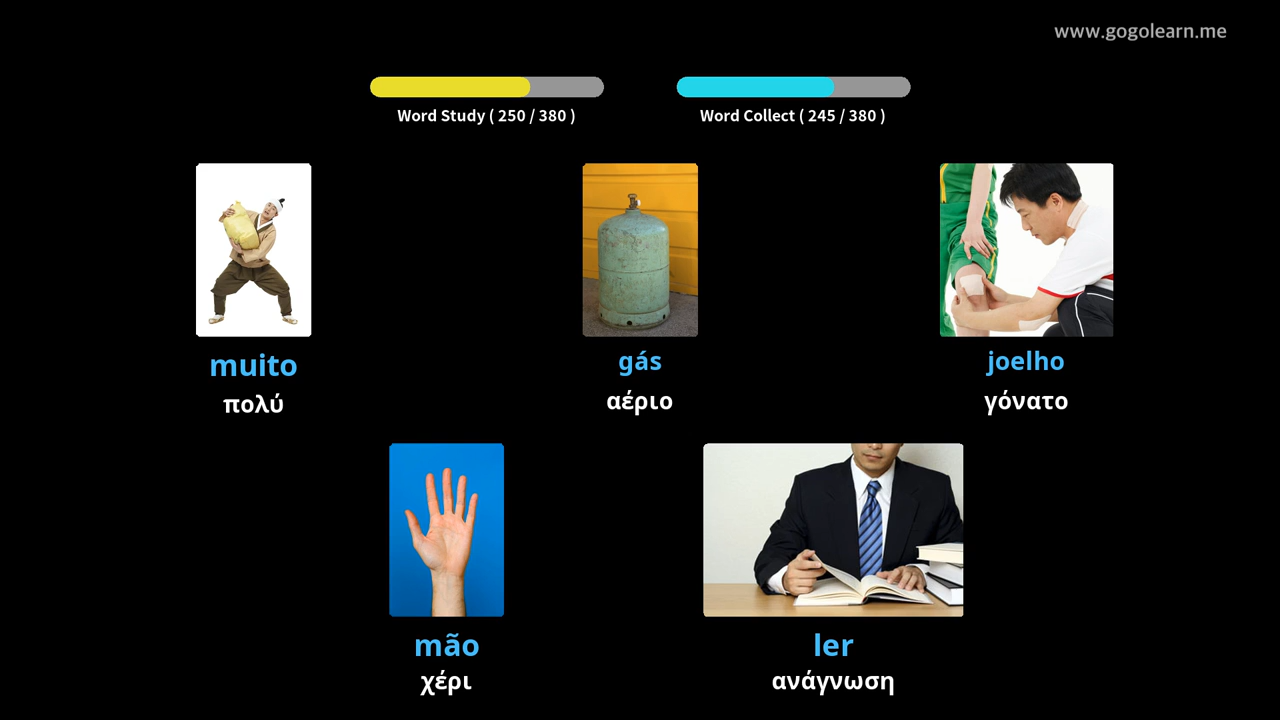 www.gogolearn.me
Word Study ( 250 / 380 )
Word Collect ( 245 / 380 )
muito
πολύ
gás
αέριο
joelho
γόνατο
mão
χέρι
ler
ανάγνωση